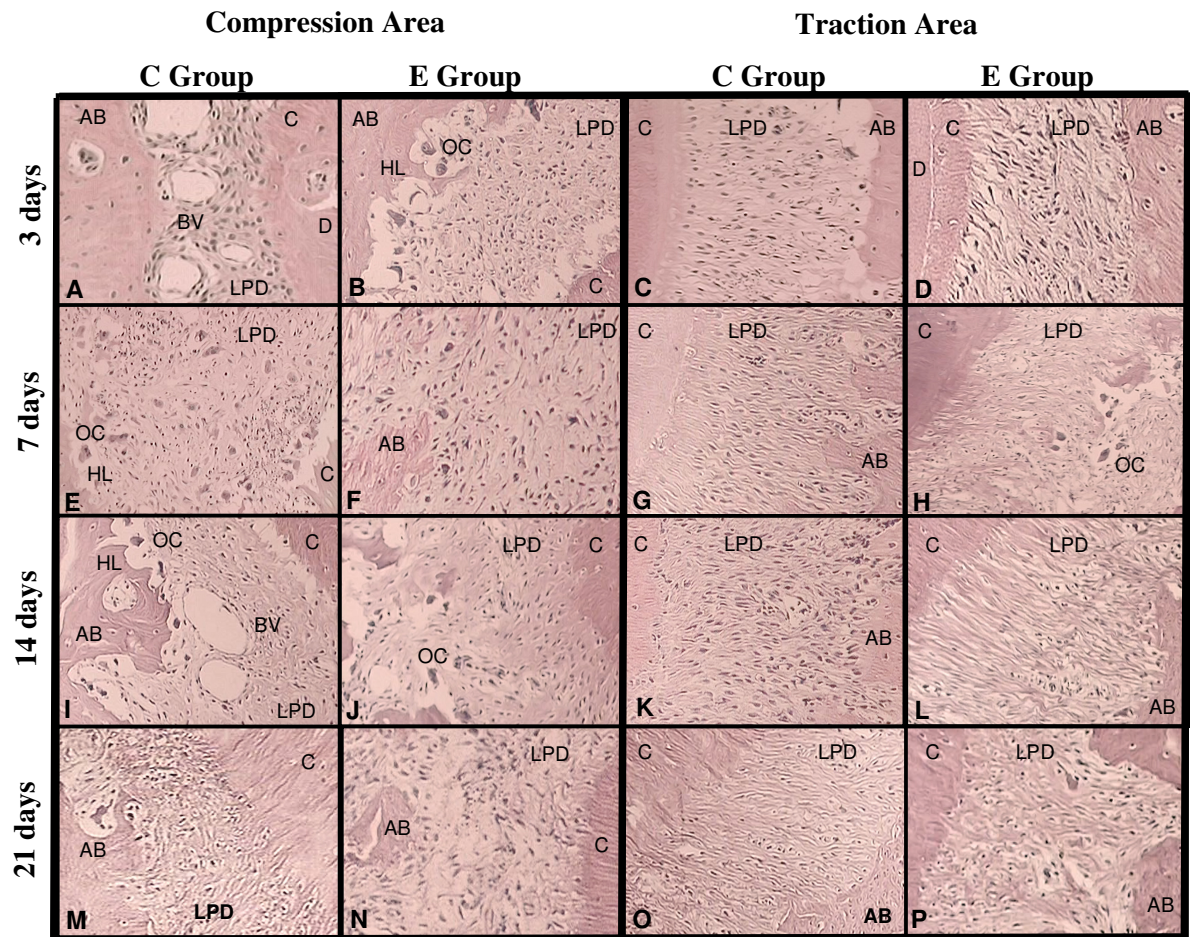 Compression Area Traction Area
C Group E Group C Group E Group
3 days
AB C BV D LPD A
AB OC LPD HL C B
C LPD AB C
C LPD AB D D
7 days
LPD OC HL C E
LPD AB F
C LPD AB G
C LPD OC H
14 days
OC C HL BV AB I LPD
LPD C OC J
C LPD AB K
C LPD AB L
21 days
C AB LPD M
LPD AB C N
C LPD AB O
C LPD AB P